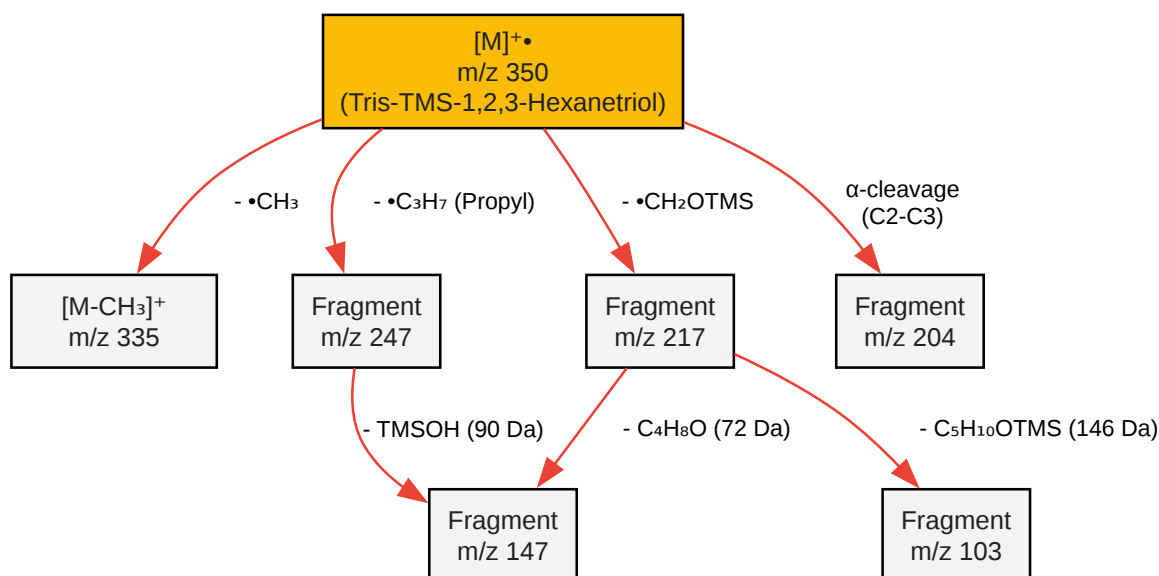 [M]⁺•
m/z 350
(Tris-TMS-1,2,3-Hexanetriol)
- •CH₃
- •C₃H₇ (Propyl)
- •CH₂OTMS
α-cleavage
(C2-C3)
[M-CH₃]⁺
m/z 335
Fragment
m/z 247
Fragment
m/z 217
Fragment
m/z 204
- TMSOH (90 Da)
- C₄H₈O (72 Da)
- C₅H₁₀OTMS (146 Da)
Fragment
m/z 147
Fragment
m/z 103